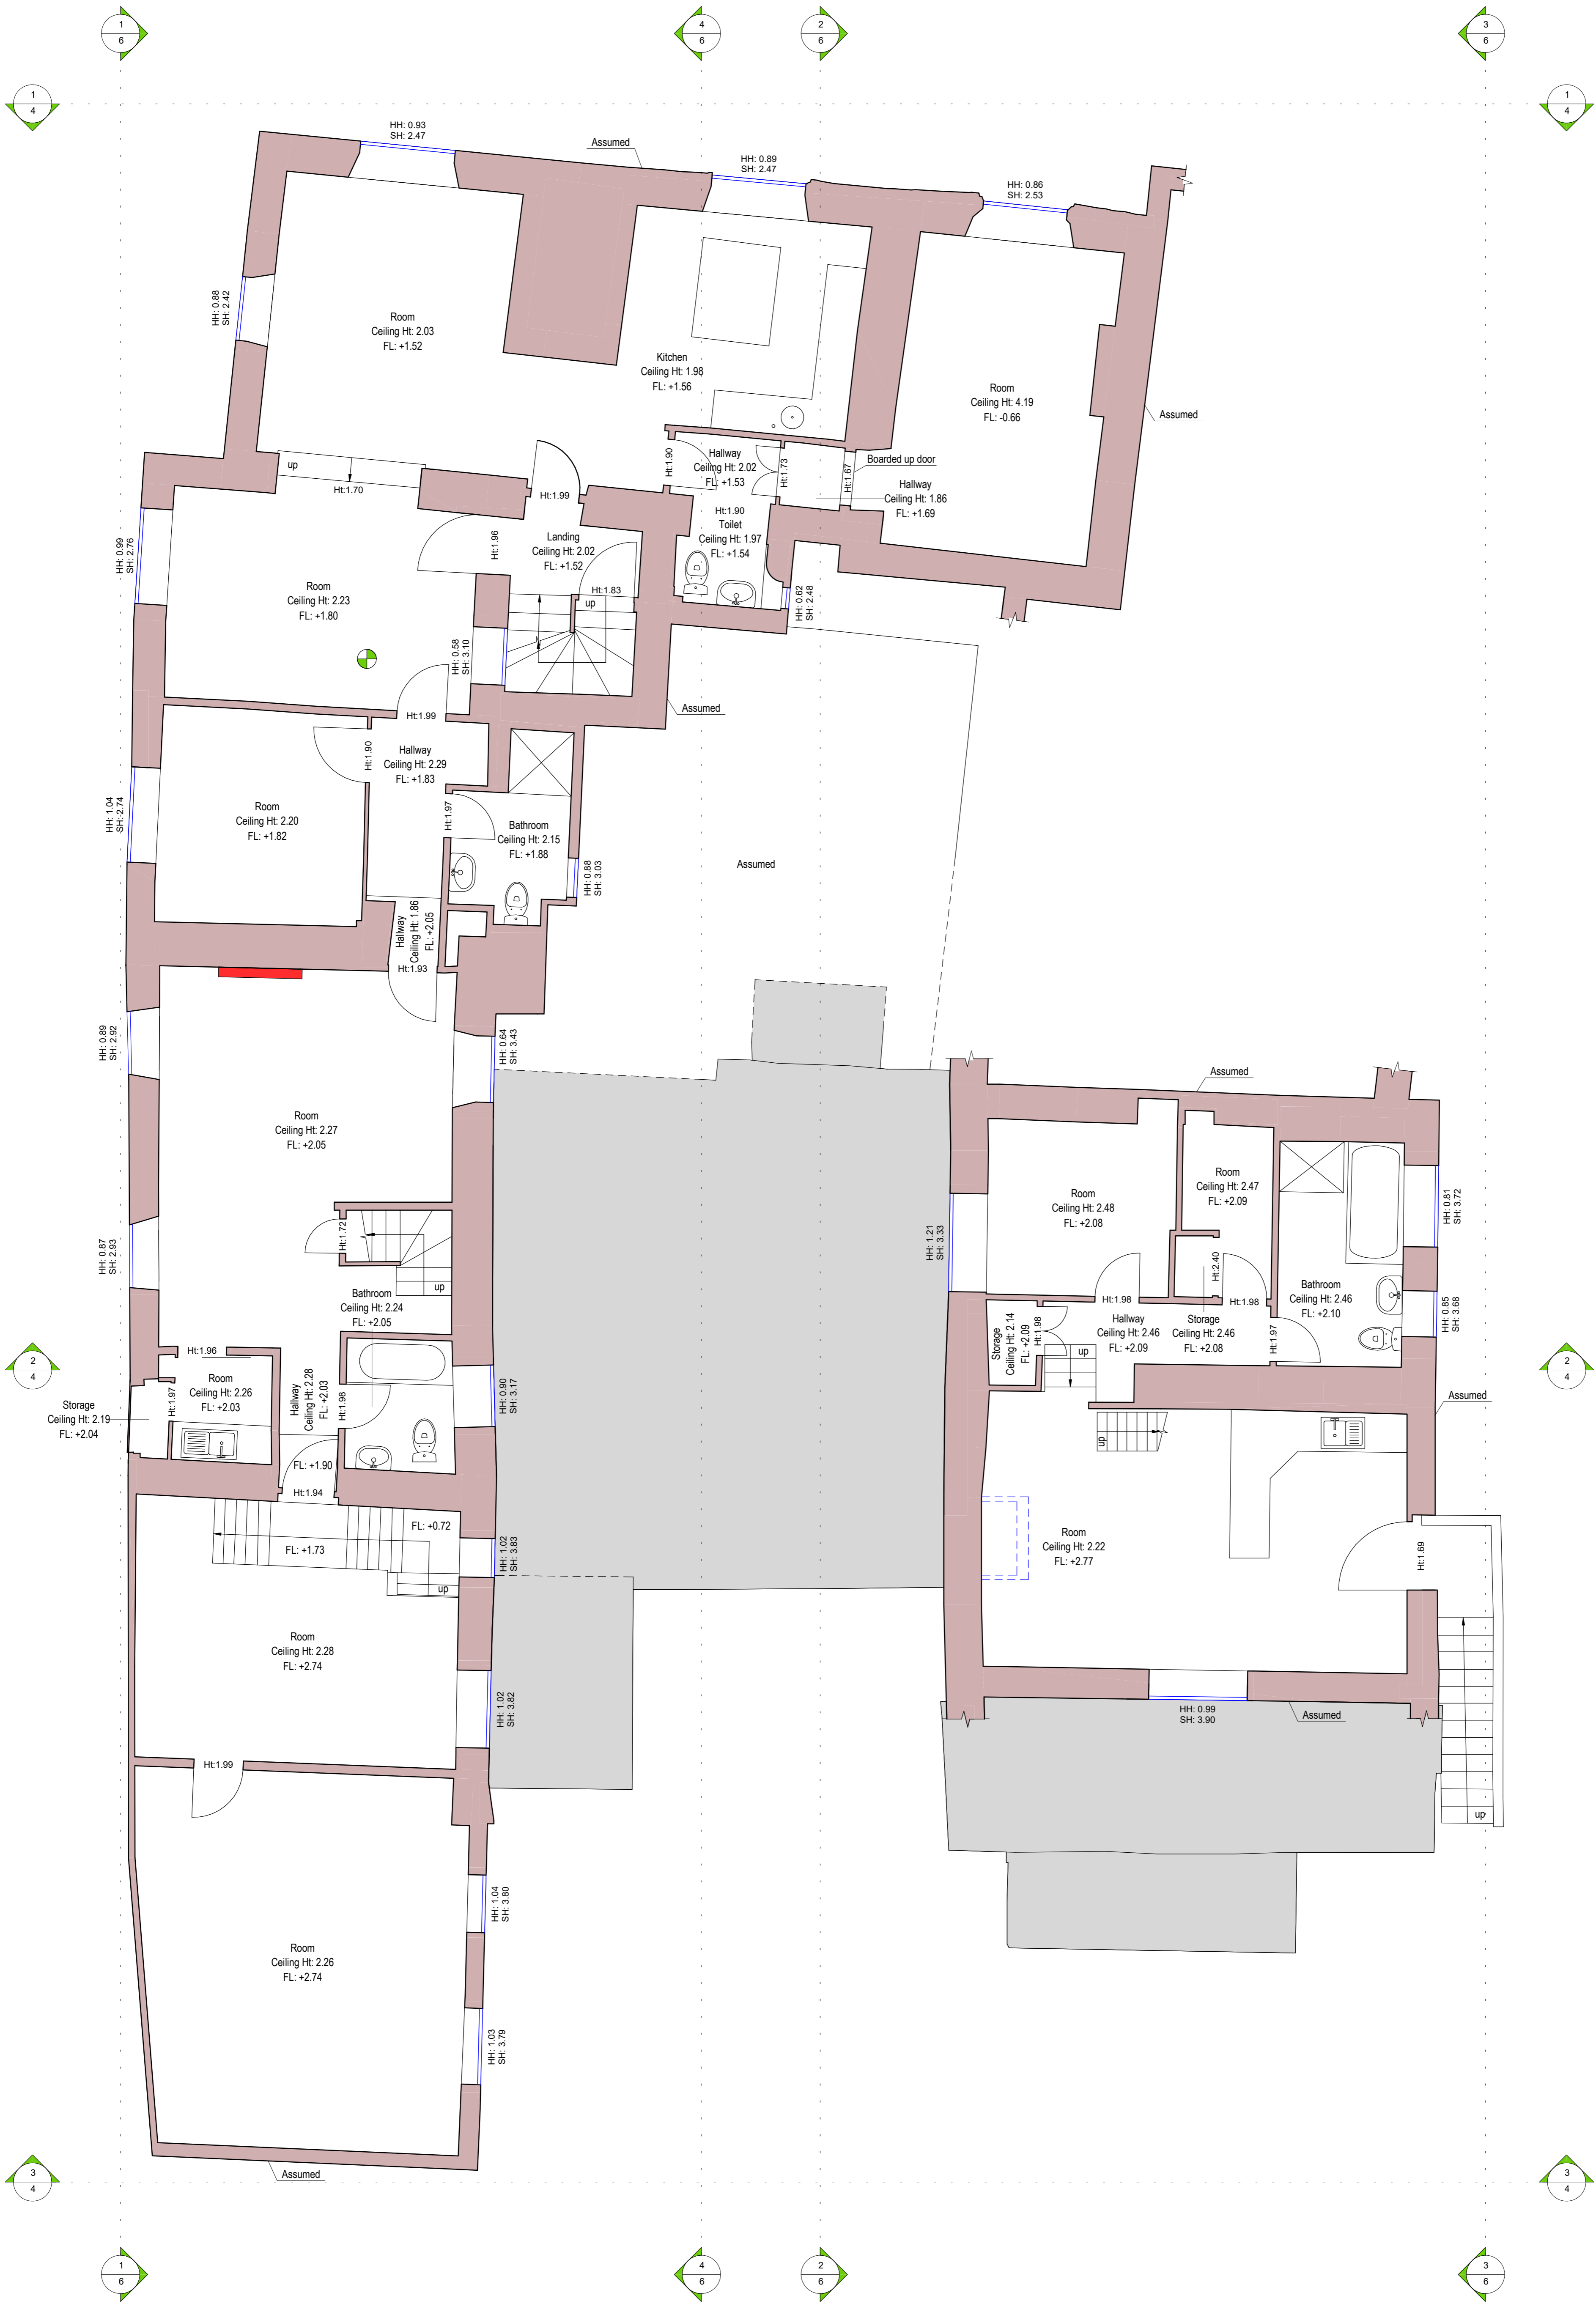 1
6
4
6
2
6
3
6
1
4
1
4
HH: 0.93
SH: 2.47
Assumed
HH: 0.89
SH: 2.47
HH: 0.86
SH: 2.53
HH: 0.88
SH: 2.42
Room
Ceiling Ht: 2.03
FL: +1.52
Kitchen
Ceiling Ht: 1.98
FL: +1.56
Room
Ceiling Ht: 4.19
FL: -0.66
Assumed
up
Ht:1.70
Ht:1.99
Ht:1.90
Hallway
Ceiling Ht: 2.02
FL: +1.53
Ht:1.73
Ht:1.67
Boarded up door
Hallway
Ceiling Ht: 1.86
FL: +1.69
Ht:1.90
Toilet
Ceiling Ht: 1.97
FL: +1.54
HH: 0.99
SH: 2.76
Ht:1.96
Landing
Ceiling Ht: 2.02
FL: +1.52
Ht:1.83
up
HH: 0.62
SH: 2.48
Room
Ceiling Ht: 2.23
FL: +1.80
HH: 0.58
SH: 3.10
Assumed
Ht:1.99
Ht:1.90
Hallway
Ceiling Ht: 2.29
FL: +1.83
HH: 1.04
SH: 2.74
Room
Ceiling Ht: 2.20
FL: +1.82
Ht:1.97
Bathroom
Ceiling Ht: 2.15
FL: +1.88
HH: 0.88
SH: 3.03
Assumed
Hallway
Ceiling Ht: 1.86
FL: +2.05
Ht:1.93
HH: 0.89
SH: 2.92
HH: 0.64
SH: 3.43
Room
Ceiling Ht: 2.27
FL: +2.05
Assumed
HH: 0.87
SH: 2.93
Ht:1.72
up
Room
Ceiling Ht: 2.48
FL: +2.08
Room
Ceiling Ht: 2.47
FL: +2.09
HH: 0.81
SH: 3.72
HH: 1.21
SH: 3.33
Ht:2.40
Bathroom
Ceiling Ht: 2.24
FL: +2.05
Bathroom
Ceiling Ht: 2.46
FL: +2.10
HH: 0.85
SH: 3.68
Ht:1.98
Ht:1.98
Hallway
Ceiling Ht: 2.46
FL: +2.09
Storage
Ceiling Ht: 2.46
FL: +2.08
Storage
Ceiling Ht: 2.14
FL: +2.09
Ht:1.98
Ht:1.97
up
2
4
2
4
Ht:1.96
Room
Ceiling Ht: 2.26
FL: +2.03
Ht:1.97
Storage
Ceiling Ht: 2.19
FL: +2.04
Hallway
Ceiling Ht: 2.28
FL: +2.03
Ht:1.98
HH: 0.90
SH: 3.17
Assumed
up
FL: +1.90
Ht:1.94
FL: +0.72
FL: +1.73
up
HH: 1.02
SH: 3.83
Room
Ceiling Ht: 2.22
FL: +2.77
Ht:1.69
Room
Ceiling Ht: 2.28
FL: +2.74
HH: 1.02
SH: 3.82
HH: 0.99
SH: 3.90
Assumed
Ht:1.99
up
HH: 1.04
SH: 3.80
Room
Ceiling Ht: 2.26
FL: +2.74
HH: 1.03
SH: 3.79
Assumed
3
4
3
4
1
6
4
6
2
6
3
6